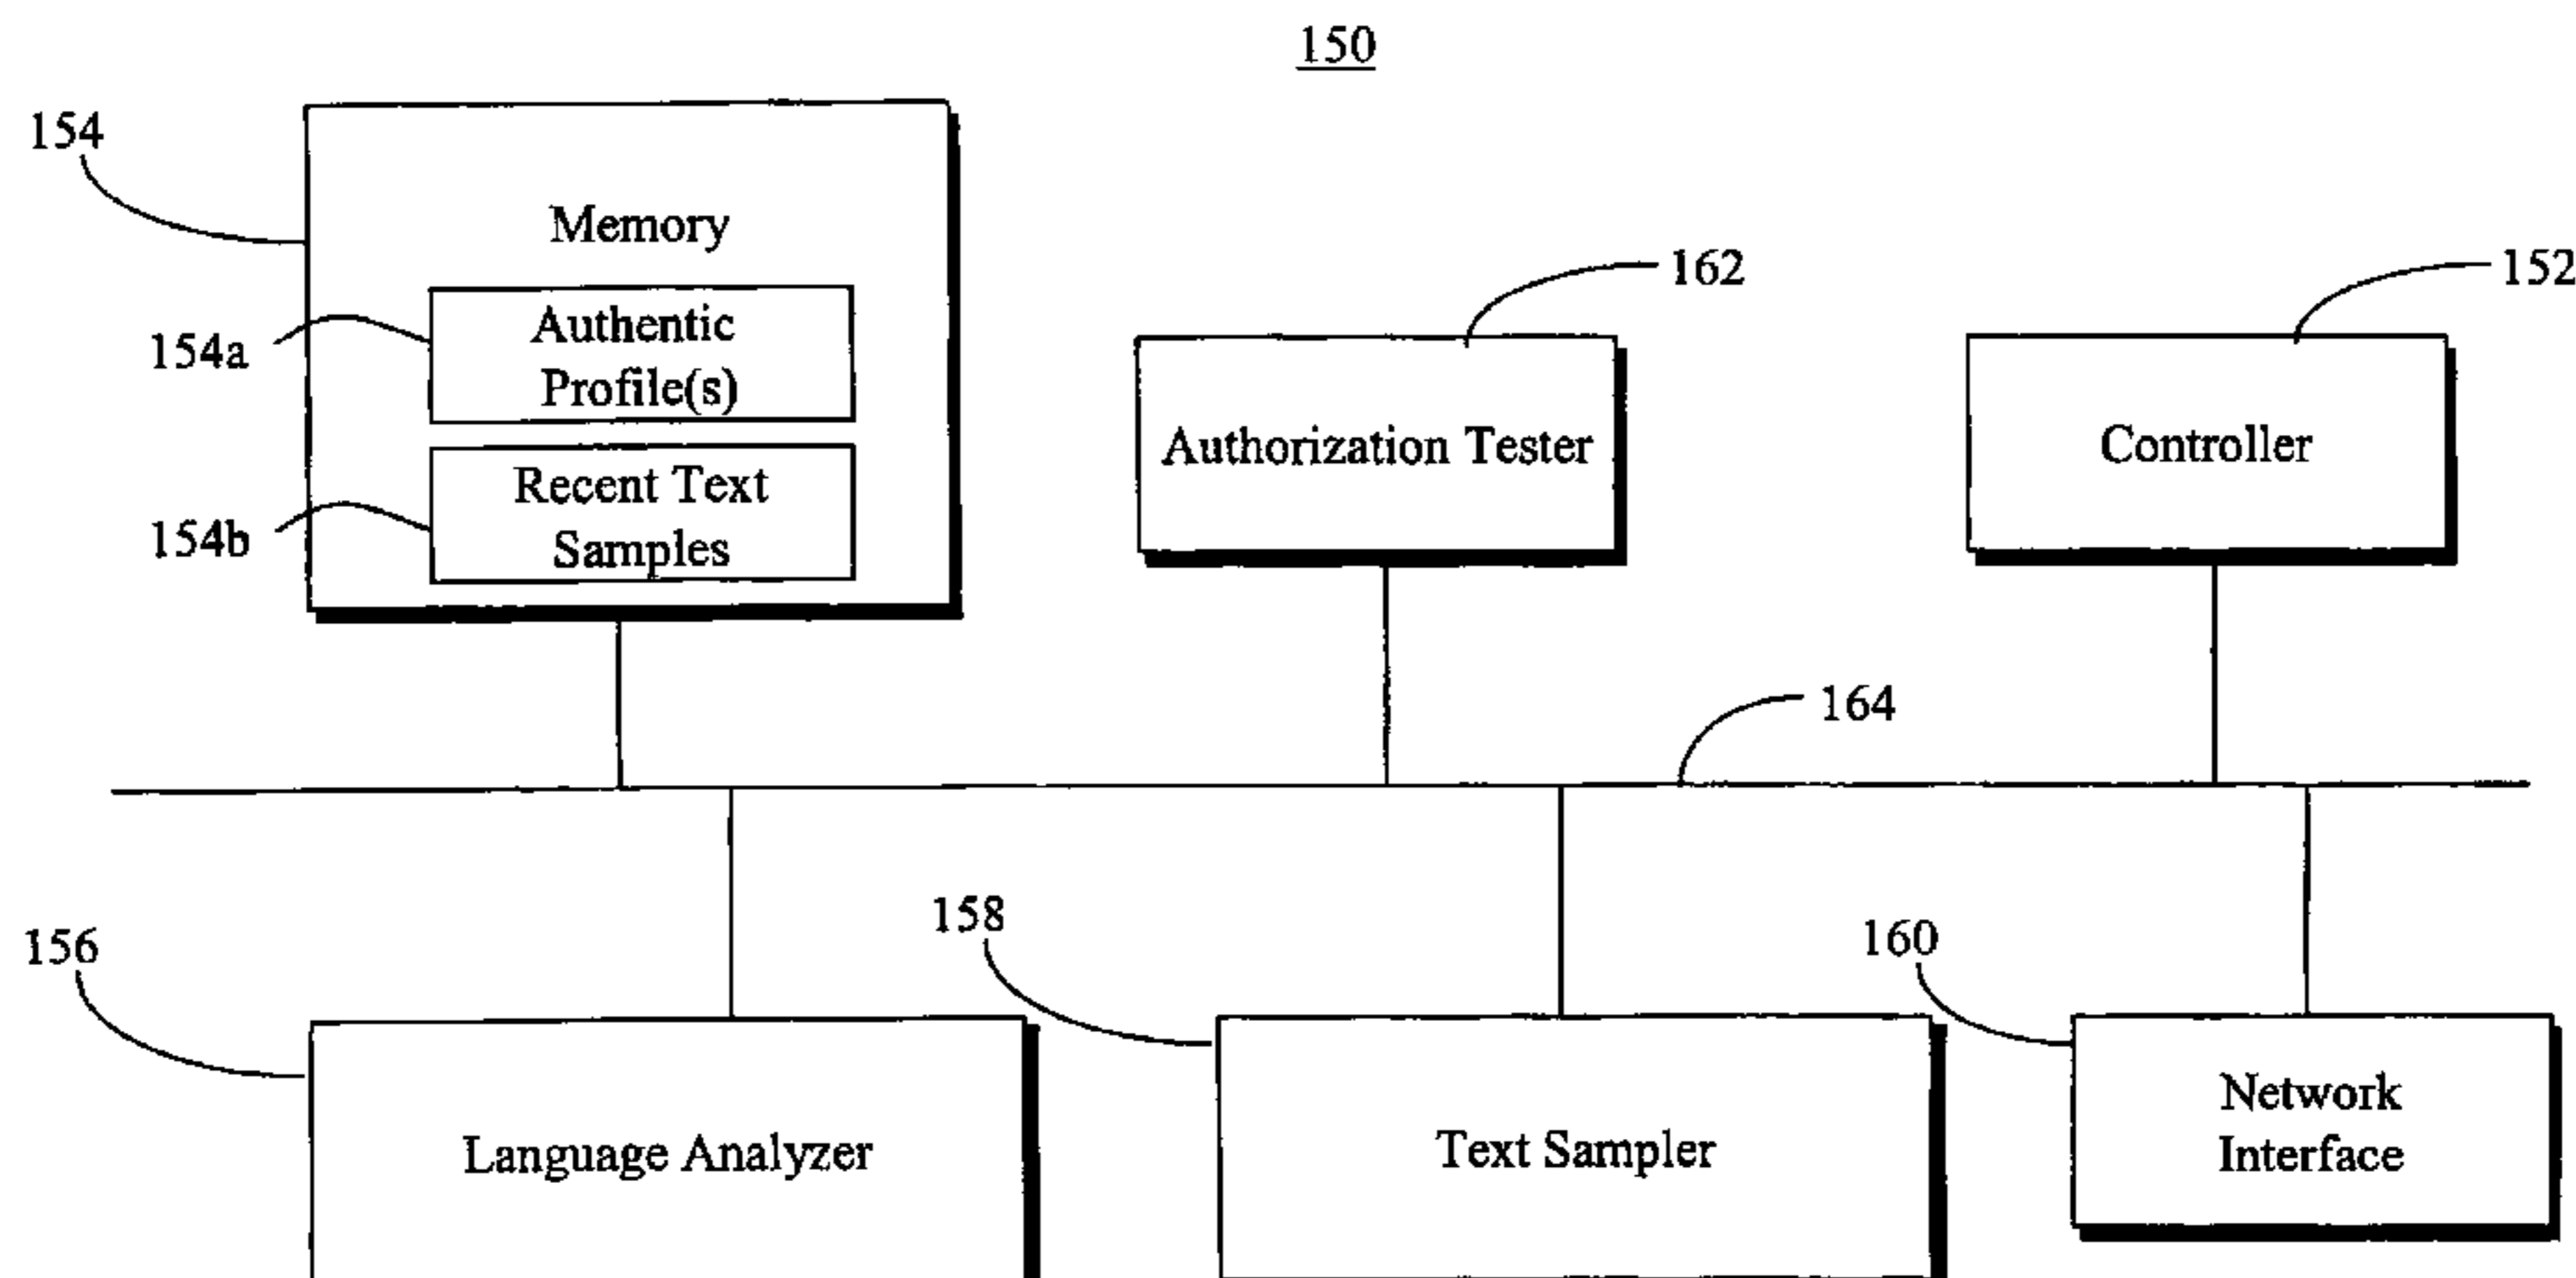 150
154
Memory
162
152
154a
Authentic
Profile(s)
Authorization Tester
Controller
154b
Recent Text
Samples
164
156
158
160
Language Analyzer
Text Sampler
Network
Interface